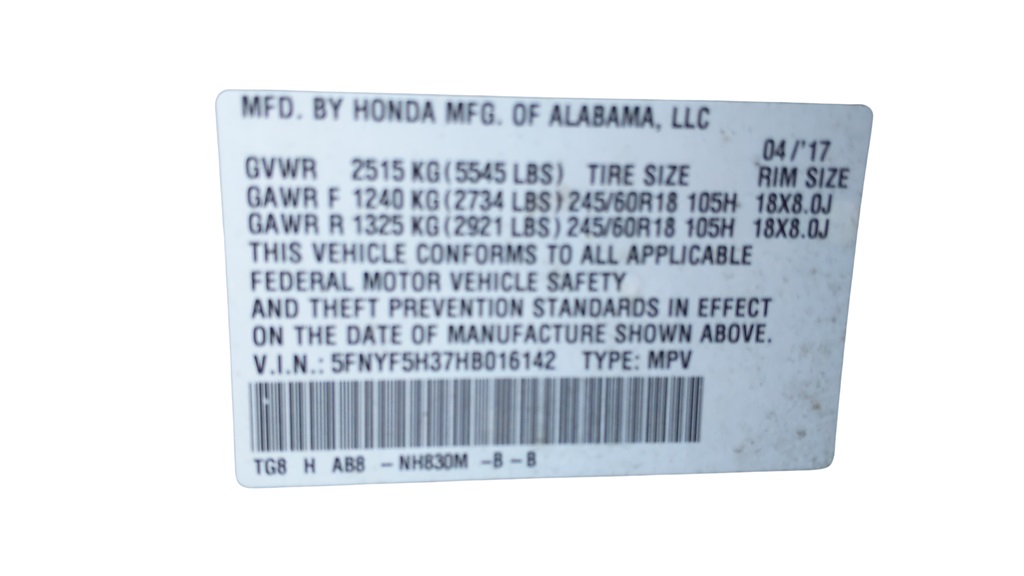 MFD. BY HONDA MFG. OF ALABAMA, LLC
04/'17
GVWR 2515 KG(5545 LBS) TIRE SIZE RIM SIZE
GAWR F 1240 KG(2734 LBS)245/60R18 105H 18X8.0J
GAWR R 1325 KG(2921 LBS)245/60R18 105H 18X8.0J
THIS VEHICLE CONFORMS TO ALL APPLICABLE
FEDERAL MOTOR VEHICLE SAFETY
AND THEFT PREVENTION STANDARDS IN EFFECT
ON THE DATE OF MANUFACTURE SHOWN ABOVE.
V.I.N.: 5FNYF5H37HB016142 TYPE: MPV
TG8 H AB8 -NH830M -B-B